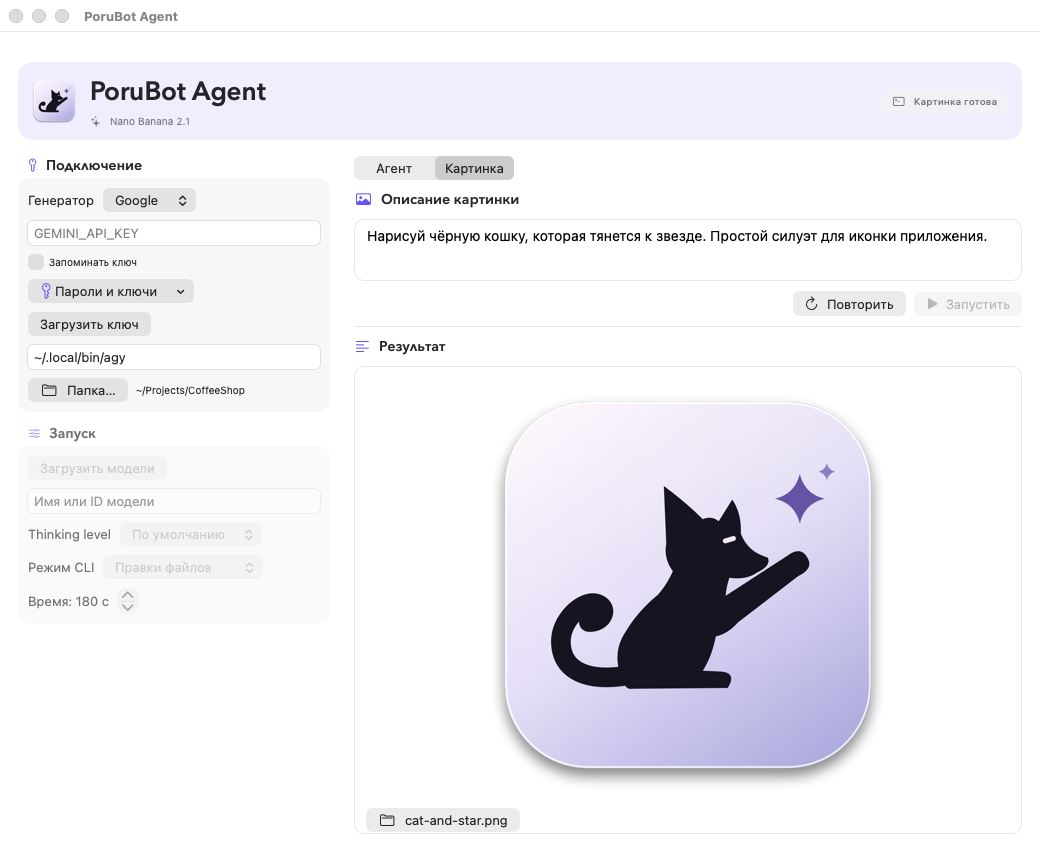 PoruBot Agent
PoruBot Agent
Nano Banana 2.1
Картинка готова
Подключение
Генератор
Google
GEMINI_API_KEY
Запоминать ключ
Пароли и ключи
Загрузить ключ
~/.local/bin/agy
Папка...
~/Projects/CoffeeShop
Запуск
Загрузить модели
Имя или ID модели
Thinking level
По умолчанию
Режим CLI
Правки файлов
Время: 180 с
Агент
Картинка
Описание картинки
Нарисуй чёрную кошку, которая тянется к звезде. Простой силуэт для иконки приложения.
Повторить
Запустить
Результат
cat-and-star.png